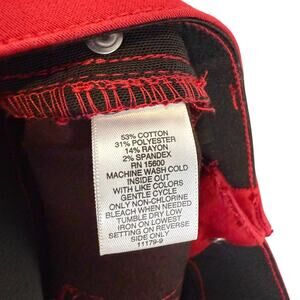 53% COTTON
31% POLYESTER
14% RAYON
2% SPANDEX
RN 15600
MACHINE WASH COLD
INSIDE OUT
WITH LIKE COLORS
GENTLE CYCLE
ONLY NON-CHLORINE
BLEACH WHEN NEEDED
TUMBLE DRY LOW
IRON ON LOWEST
SETTING ON REVERSE
SIDE ONLY
11179-9